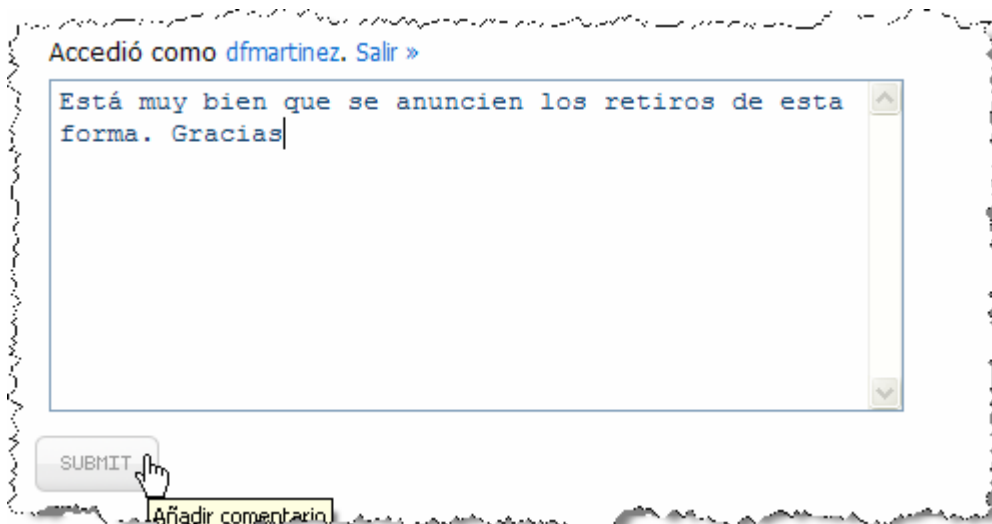 Accedió como dfmartinez. Salir »
Está muy bien que se anuncien los retiros de esta
forma. Gracias
SUBMIT
Añadir comentario